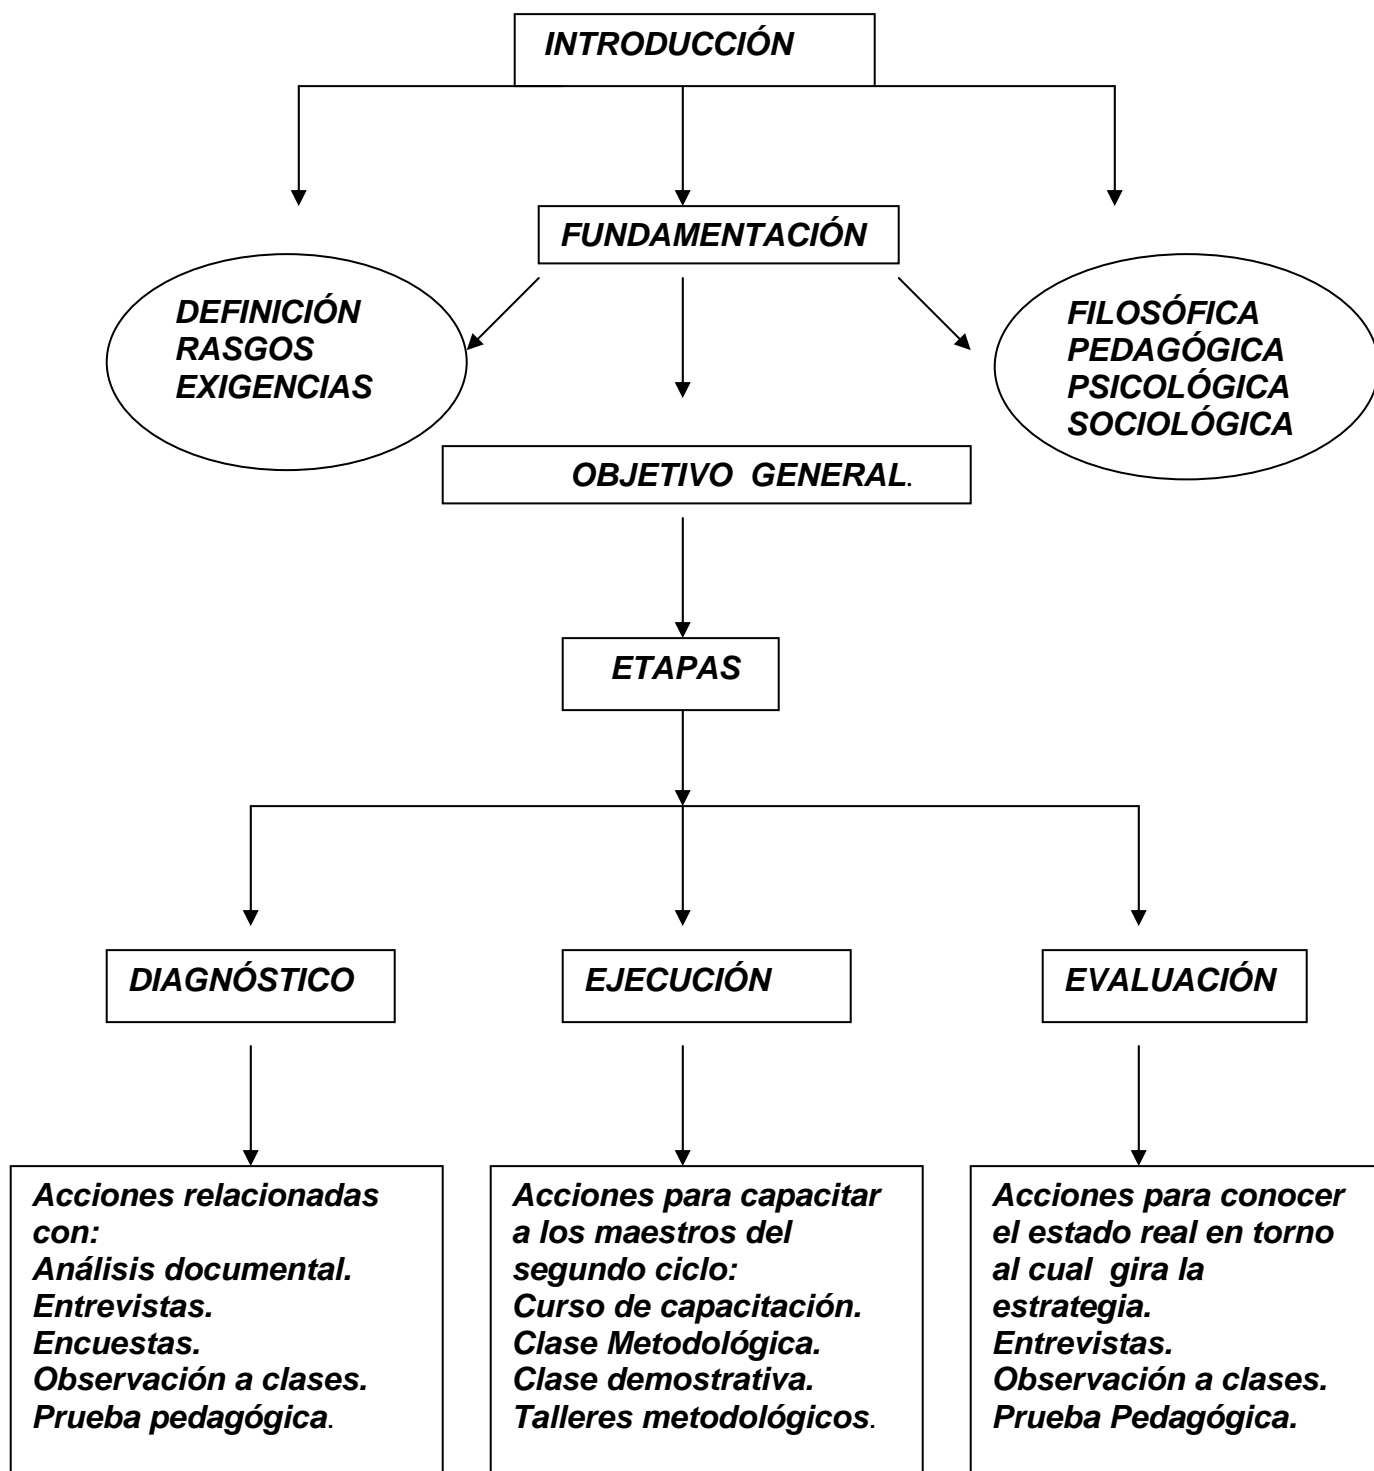 INTRODUCCIÓN
FUNDAMENTACIÓN
DEFINICIÓN
RASGOS
EXIGENCIAS
FILOSÓFICA
PEDAGÓGICA
PSICOLÓGICA
SOCIOLÓGICA
OBJETIVO  GENERAL.
ETAPAS
DIAGNÓSTICO
EJECUCIÓN
EVALUACIÓN
Acciones relacionadas
con:
Análisis documental.
Entrevistas.
Encuestas.
Observación a clases.
Prueba pedagógica.
Acciones para capacitar
a los maestros del
segundo ciclo:
Curso de capacitación.
Clase Metodológica.
Clase demostrativa.
Talleres metodológicos.
Acciones para conocer
el estado real en torno
al cual  gira la
estrategia.
Entrevistas.
Observación a clases.
Prueba Pedagógica.